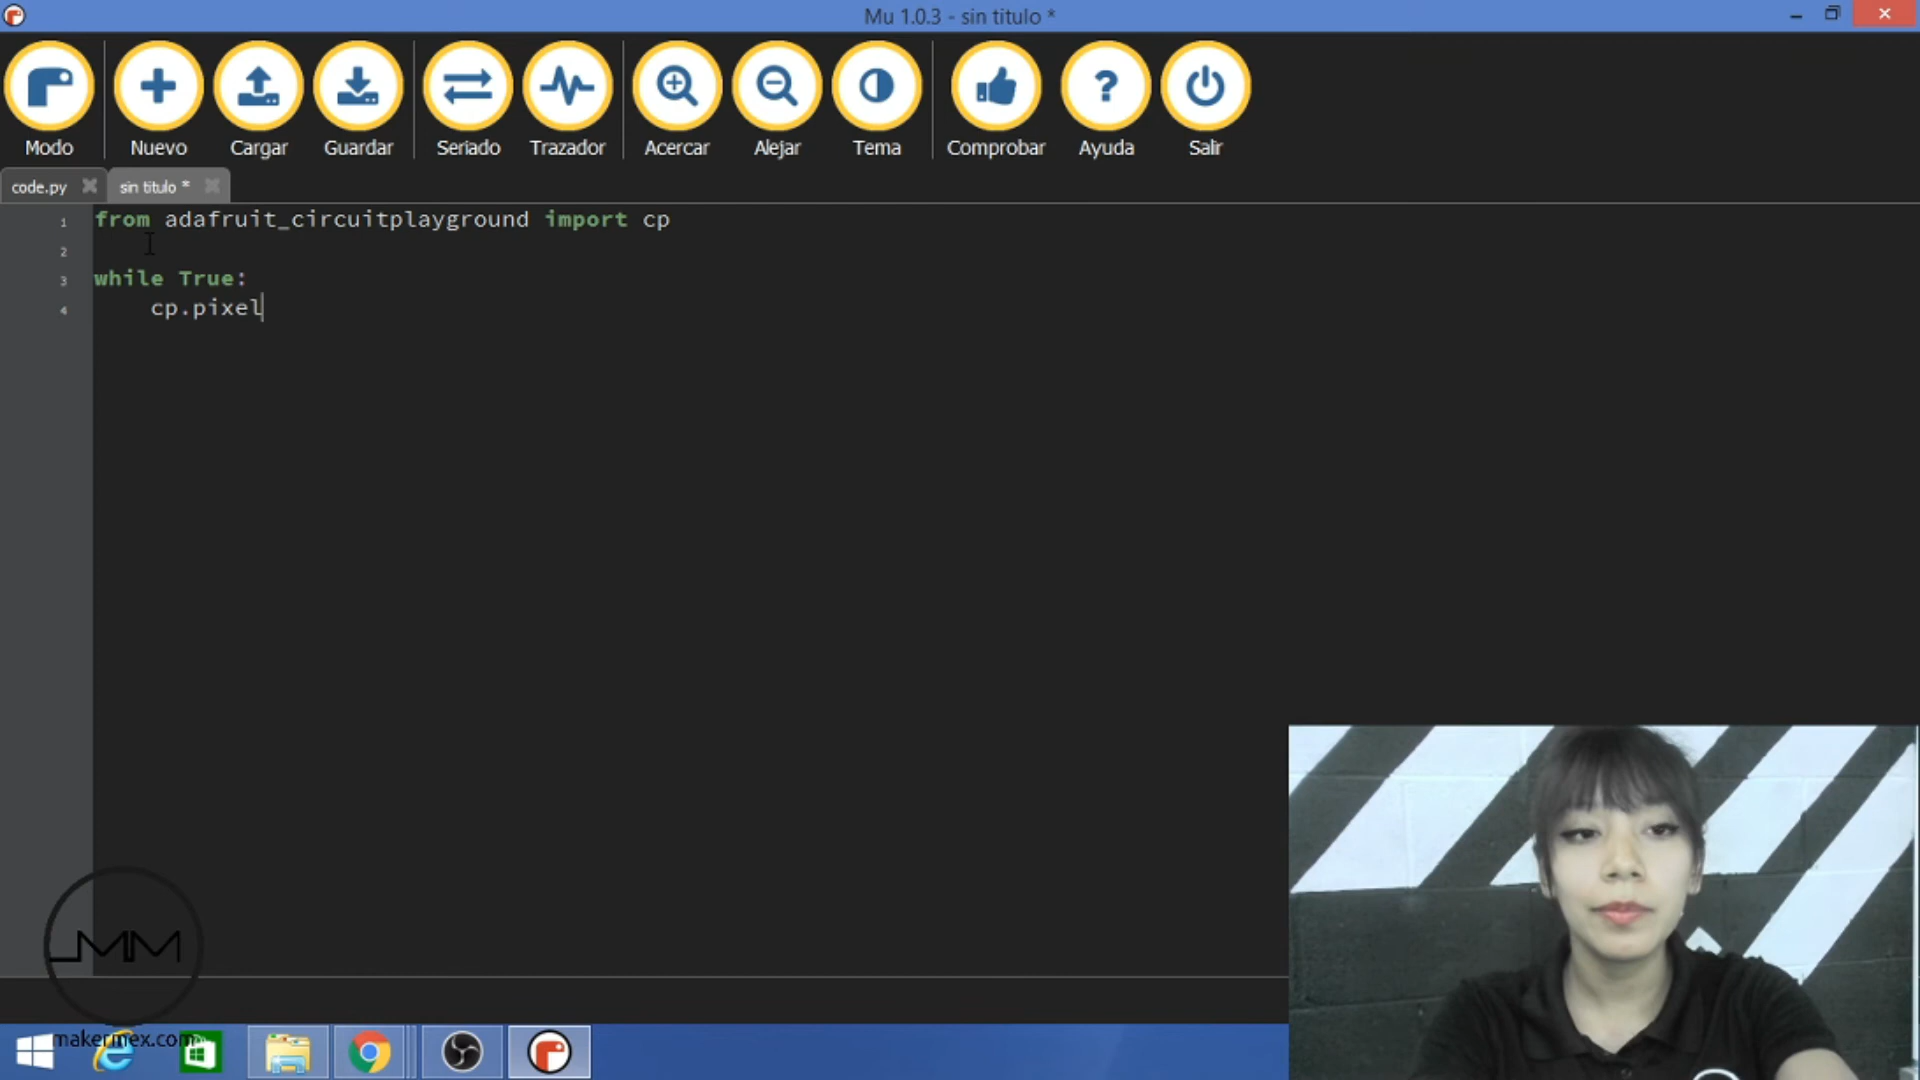 Mu 1.0.3 - sin titulo *
Modo Nuevo Cargar Guardar Seriado Trazador Acercar Alejar Tema Comprobar Ayuda Salir
code.py sin titulo *
1 from adafruit_circuitplayground import cp
2
3 while True:
4 cp.pixel
MM
makermex.com